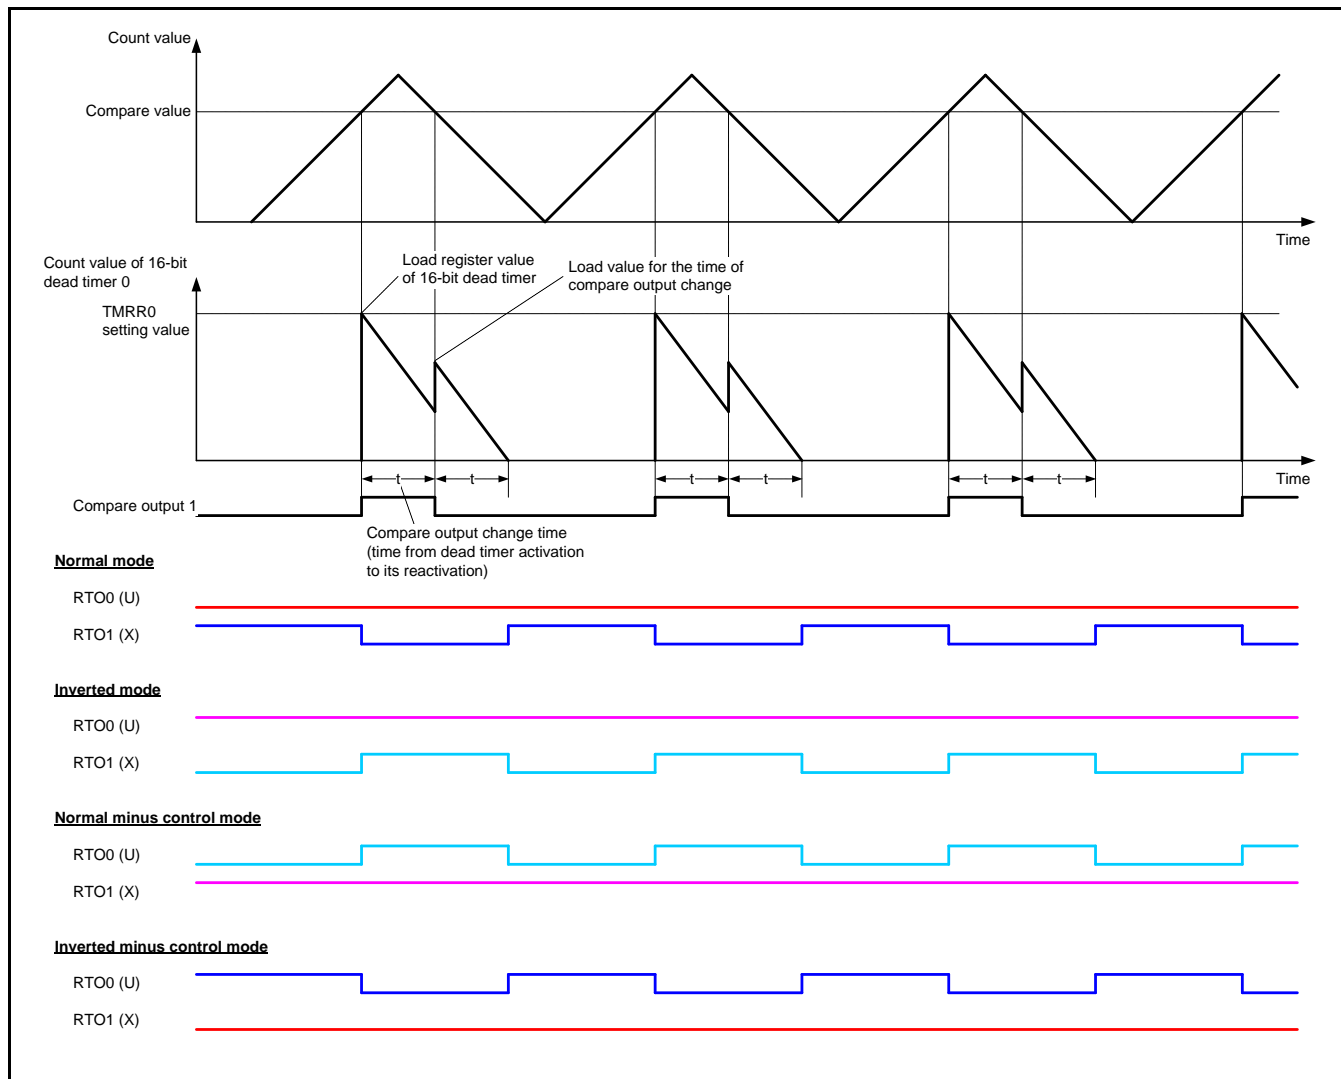 Count value
Compare value
Time
Count value of 16-bit
dead timer 0
Load register value
of 16-bit dead timer
Load value for the time of
compare output change
TMRR0
setting value
t
t
t
t
t
t
Time
Compare output 1
Compare output change time
(time from dead timer activation
to its reactivation)
Normal mode
RTO0 (U)
RTO1 (X)
Inverted mode
RTO0 (U)
RTO1 (X)
Normal minus control mode
RTO0 (U)
RTO1 (X)
Inverted minus control mode
RTO0 (U)
RTO1 (X)